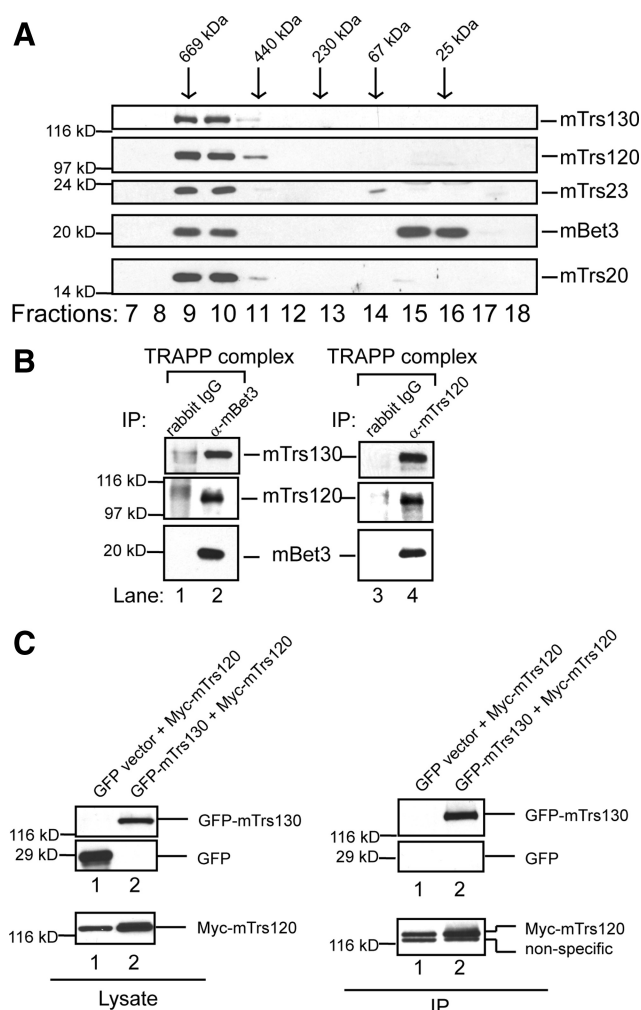 A
669 kDa 440 kDa 230 kDa 67 kDa 25 kDa
mTrs130
116 kD
mTrs120
97 kD
24 kD
mTrs23
20 kD
mBet3
mTrs20
14 kD
Fractions: 7 8 9 10 11 12 13 14 15 16 17 18
B
TRAPP complex TRAPP complex
IP: rabbit IgG α-mBet3 IP: rabbit IgG α-mTrs120
mTrs130
116 kD
mTrs120
97 kD
20 kD
mBet3
Lane: 1 2 3 4
C
GFP vector + Myc-mTrs120 GFP-mTrs130 + Myc-mTrs120 GFP vector + Myc-mTrs120 GFP-mTrs130 + Myc-mTrs120
GFP-mTrs130 GFP-mTrs130
116 kD 116 kD
29 kD GFP 29 kD GFP
1 2 1 2
Myc-mTrs120 Myc-mTrs120
116 kD 116 kD non-specific
1 2 1 2
Lysate IP